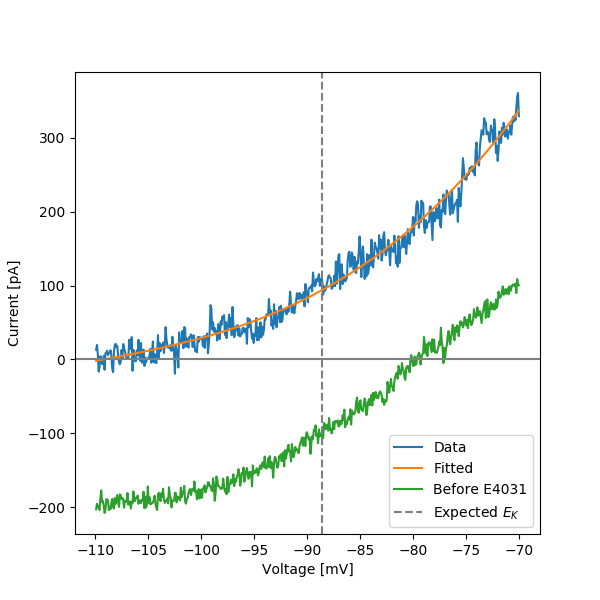 300
200
100
0
−100
−200
Current [pA]
Data
Fitted
Before E4031
Expected E_K
−110 −105 −100 −95 −90 −85 −80 −75 −70
Voltage [mV]